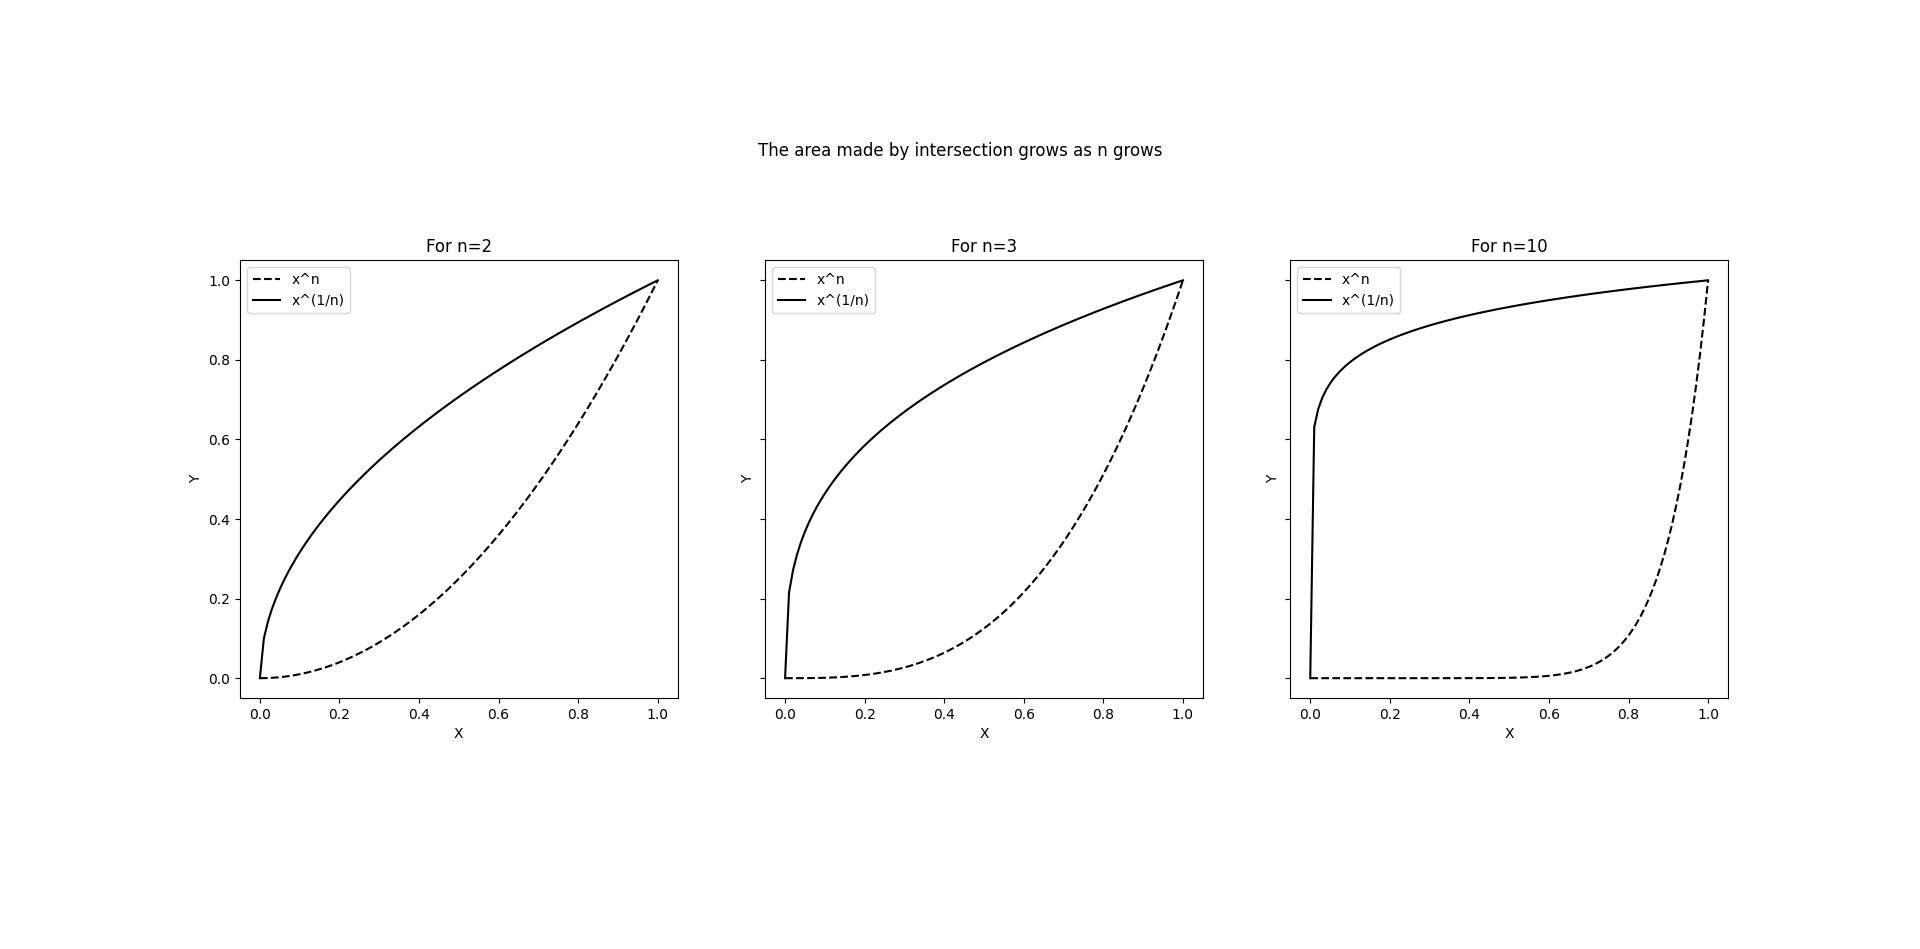 The area made by intersection grows as n grows
For n=2
x^n
x^(1/n)
1.0
0.8
0.6
0.4
0.2
0.0
Y
0.0 0.2 0.4 0.6 0.8 1.0
X
For n=3
x^n
x^(1/n)
Y
0.0 0.2 0.4 0.6 0.8 1.0
X
For n=10
x^n
x^(1/n)
Y
0.0 0.2 0.4 0.6 0.8 1.0
X